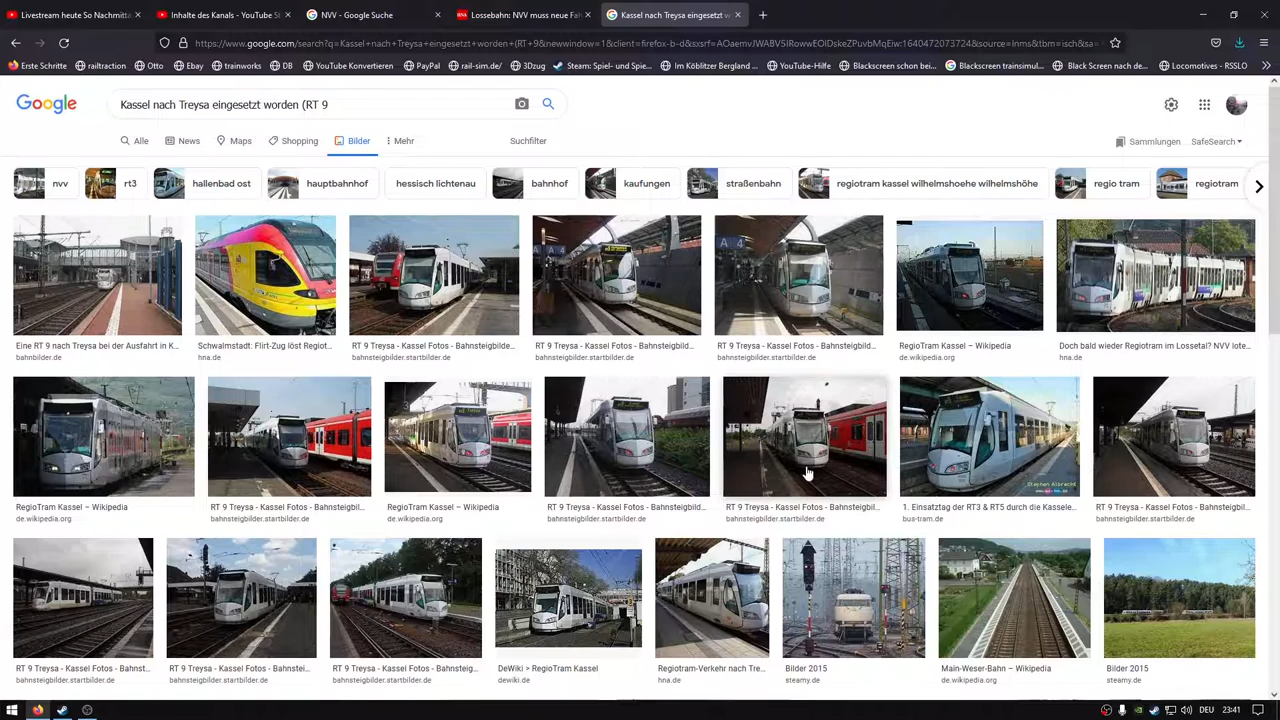 Livestream heute So Nachmitta
Inhalte des Kanals - YouTube St
NVV - Google Suche
Lossebahn: NVV muss neue Fah
Kassel nach Treysa eingesetzt w
https://www.google.com/search?q=Kassel+nach+Treysa+eingesetzt+worden+(RT+9&newwindow=1&client=firefox-b-d&sxsrf=AOaemvJWABVSIRowwEOIDskeZPuvbMqEiw:1640472073724&source=lnms&tbm=isch&sa=
Erste Schritte
railtraction
Otto
Ebay
trainworks
DB
YouTube Konvertieren
PayPal
rail-sim.de/
3Dzug
Steam: Spiel- und Spie...
Im Köblitzer Bergland ...
YouTube-Hilfe
Blackscreen schon bei...
Blackscreen trainsimul...
Black Screen nach de...
Locomotives - RSSLO
Google
Kassel nach Treysa eingesetzt worden (RT 9
Alle
News
Maps
Shopping
Bilder
Mehr
Suchfilter
Sammlungen
SafeSearch
nvv
rt3
hallenbad ost
hauptbahnhof
hessisch lichtenau
bahnhof
kaufungen
straßenbahn
regiotram kassel wilhelmshoehe wilhelmshöhe
regio tram
regiotram
A 4
Eine RT 9 nach Treysa bei der Ausfahrt in K...
bahnbilder.de
Schwalmstadt: Flirt-Zug löst Regiot...
hna.de
RT 9 Treysa - Kassel Fotos - Bahnsteigbilde...
bahnsteigbilder.startbilder.de
RT 9 Treysa - Kassel Fotos - Bahnsteigbild...
bahnsteigbilder.startbilder.de
RT 9 Treysa - Kassel Fotos - Bahnsteigbild...
bahnsteigbilder.startbilder.de
RegioTram Kassel – Wikipedia
de.wikipedia.org
Doch bald wieder Regiotram im Lossetal? NVV lote...
hna.de
Stephen Albrecht
RegioTram Kassel – Wikipedia
de.wikipedia.org
RT 9 Treysa - Kassel Fotos - Bahnsteigbil...
bahnsteigbilder.startbilder.de
RegioTram Kassel – Wikipedia
de.wikipedia.org
RT 9 Treysa - Kassel Fotos - Bahnsteigbild...
bahnsteigbilder.startbilder.de
RT 9 Treysa - Kassel Fotos - Bahnsteigbil...
bahnsteigbilder.startbilder.de
1. Einsatztag der RT3 & RT5 durch die Kassele...
bus-tram.de
RT 9 Treysa - Kassel Fotos - Bahnsteigbil...
bahnsteigbilder.startbilder.de
RT 9 Treysa - Kassel Fotos - Bahnst...
bahnsteigbilder.startbilder.de
RT 9 Treysa - Kassel Fotos - Bahnstei...
bahnsteigbilder.startbilder.de
RT 9 Treysa - Kassel Fotos - Bahnsteig...
bahnsteigbilder.startbilder.de
DeWiki > RegioTram Kassel
dewiki.de
Regiotram-Verkehr nach Tre...
hna.de
Bilder 2015
steamy.de
Main-Weser-Bahn – Wikipedia
de.wikipedia.org
Bilder 2015
steamy.de
DEU
23:41